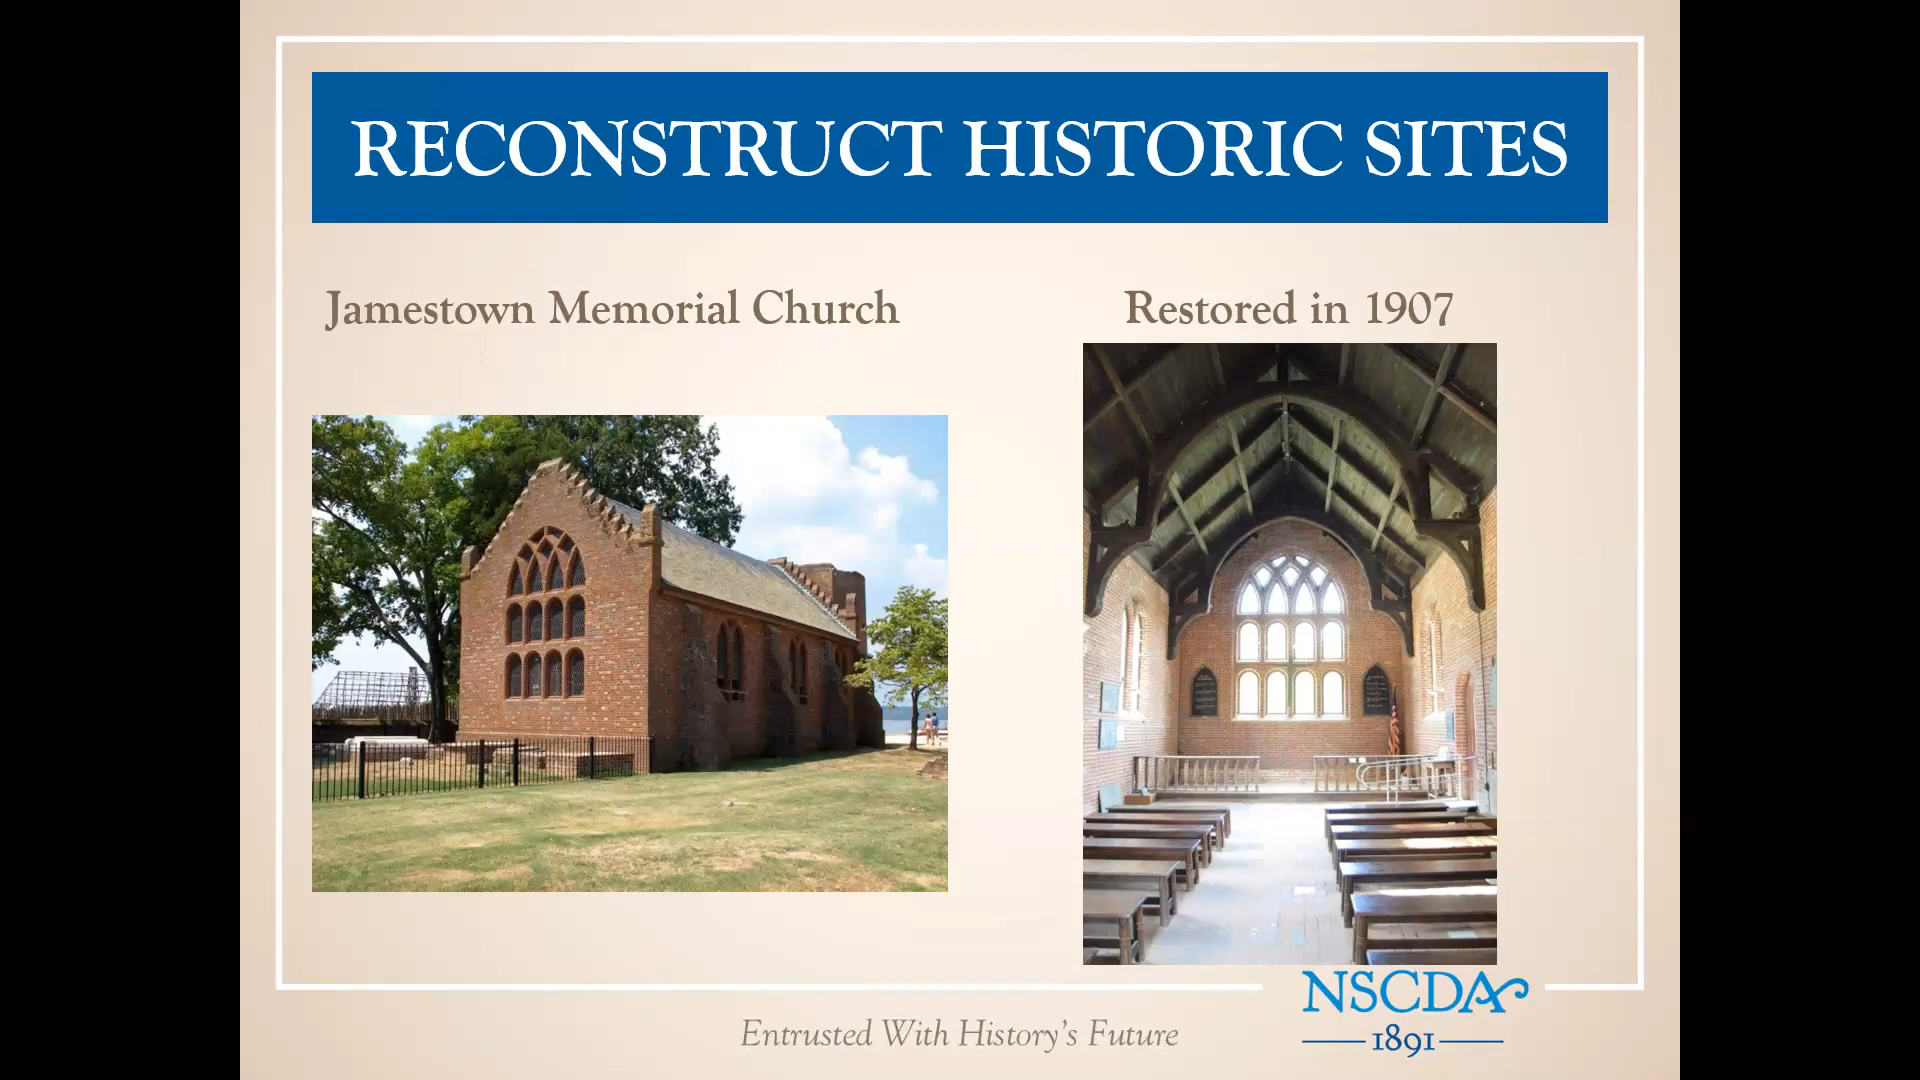 RECONSTRUCT HISTORIC SITES
Jamestown Memorial Church
Restored in 1907
Entrusted With History's Future
NSCDA
1891